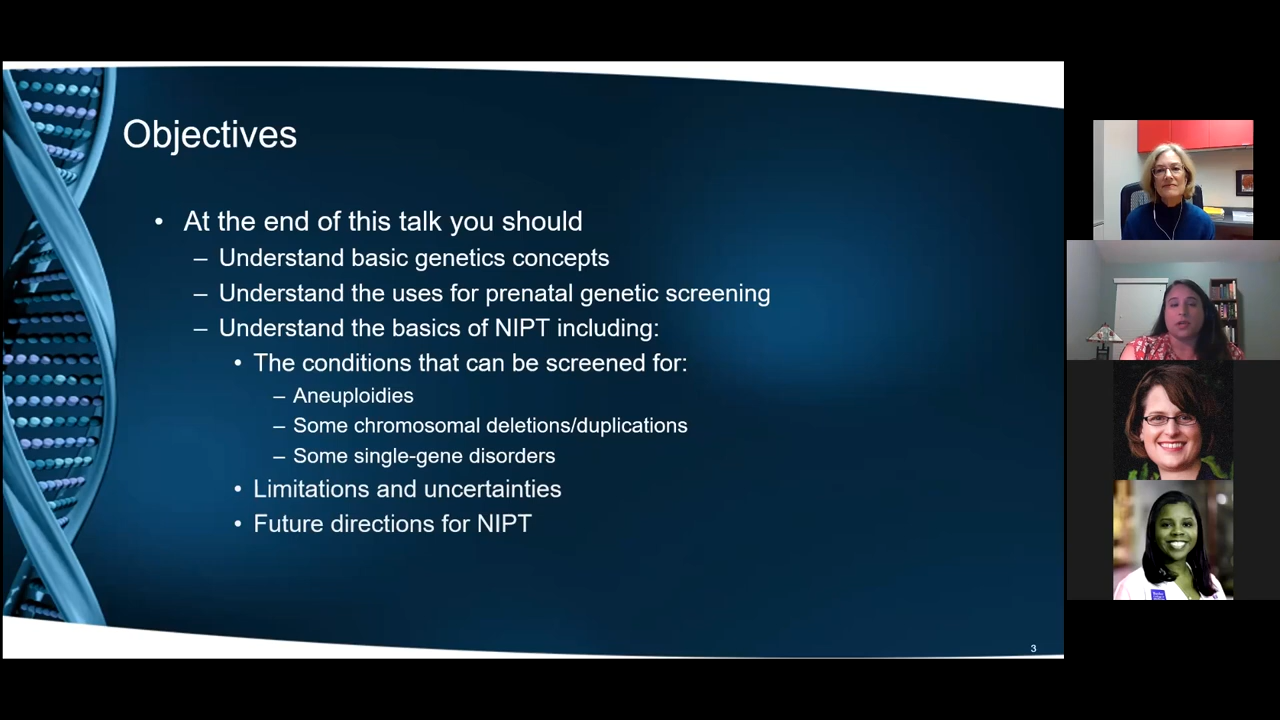 Objectives
• At the end of this talk you should
– Understand basic genetics concepts
– Understand the uses for prenatal genetic screening
– Understand the basics of NIPT including:
• The conditions that can be screened for:
– Aneuploidies
– Some chromosomal deletions/duplications
– Some single-gene disorders
• Limitations and uncertainties
• Future directions for NIPT
3